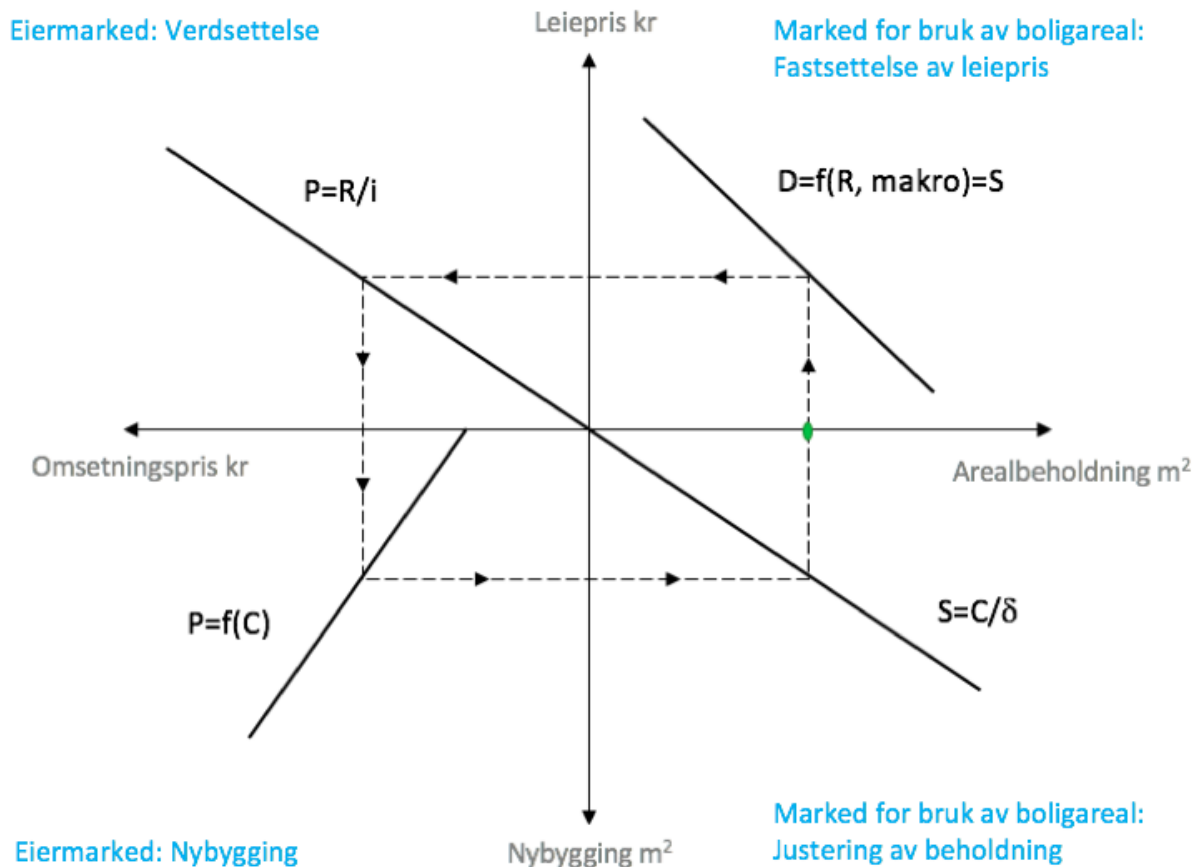 Eiermarked: Verdsettelse
Leiepris kr
Marked for bruk av boligareal:
Fastsettelse av leiepris
P=R/i
D=f(R, makro)=S
Omsetningspris kr
Arealbeholdning m²
P=f(C)
S=C/δ
Eiermarked: Nybygging
Nybygging m²
Marked for bruk av boligareal:
Justering av beholdning